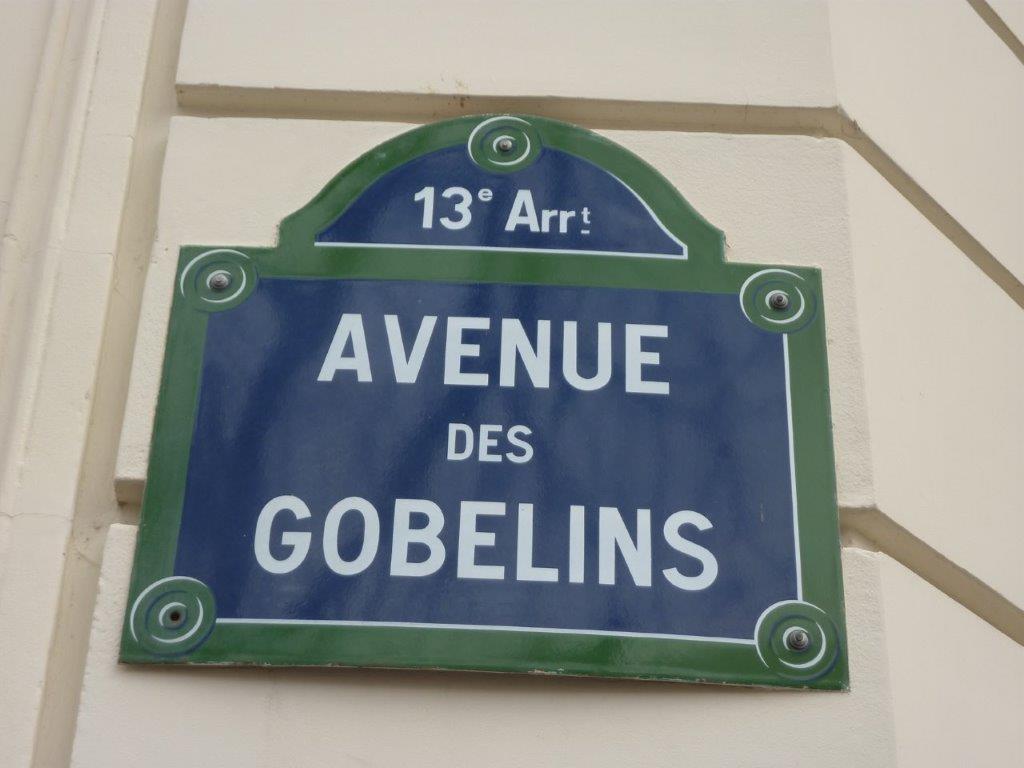 13e Arrt
AVENUE
DES
GOBELINS